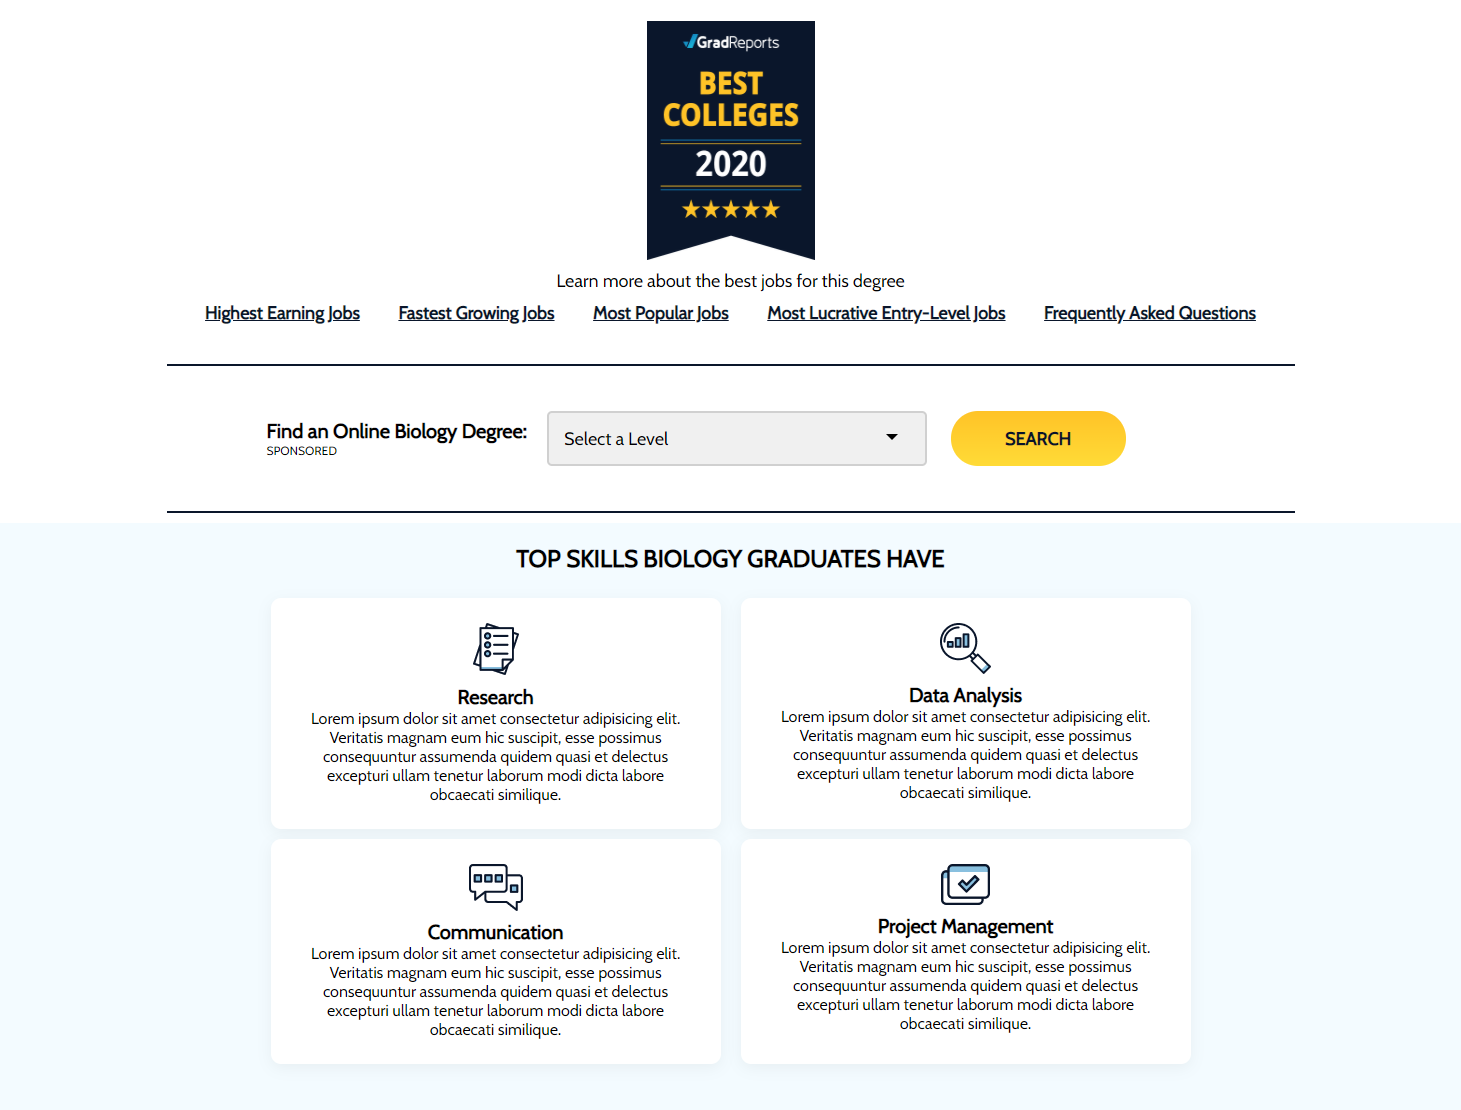 GradReports
BEST
COLLEGES
2020
Learn more about the best jobs for this degree
Highest Earning Jobs Fastest Growing Jobs Most Popular Jobs Most Lucrative Entry-Level Jobs Frequently Asked Questions
Find an Online Biology Degree:
SPONSORED
Select a Level
SEARCH
TOP SKILLS BIOLOGY GRADUATES HAVE
Research
Lorem ipsum dolor sit amet consectetur adipisicing elit.
Veritatis magnam eum hic suscipit, esse possimus
consequuntur assumenda quidem quasi et delectus
excepturi ullam tenetur laborum modi dicta labore
obcaecati similique.
Data Analysis
Lorem ipsum dolor sit amet consectetur adipisicing elit.
Veritatis magnam eum hic suscipit, esse possimus
consequuntur assumenda quidem quasi et delectus
excepturi ullam tenetur laborum modi dicta labore
obcaecati similique.
Communication
Lorem ipsum dolor sit amet consectetur adipisicing elit.
Veritatis magnam eum hic suscipit, esse possimus
consequuntur assumenda quidem quasi et delectus
excepturi ullam tenetur laborum modi dicta labore
obcaecati similique.
Project Management
Lorem ipsum dolor sit amet consectetur adipisicing elit.
Veritatis magnam eum hic suscipit, esse possimus
consequuntur assumenda quidem quasi et delectus
excepturi ullam tenetur laborum modi dicta labore
obcaecati similique.